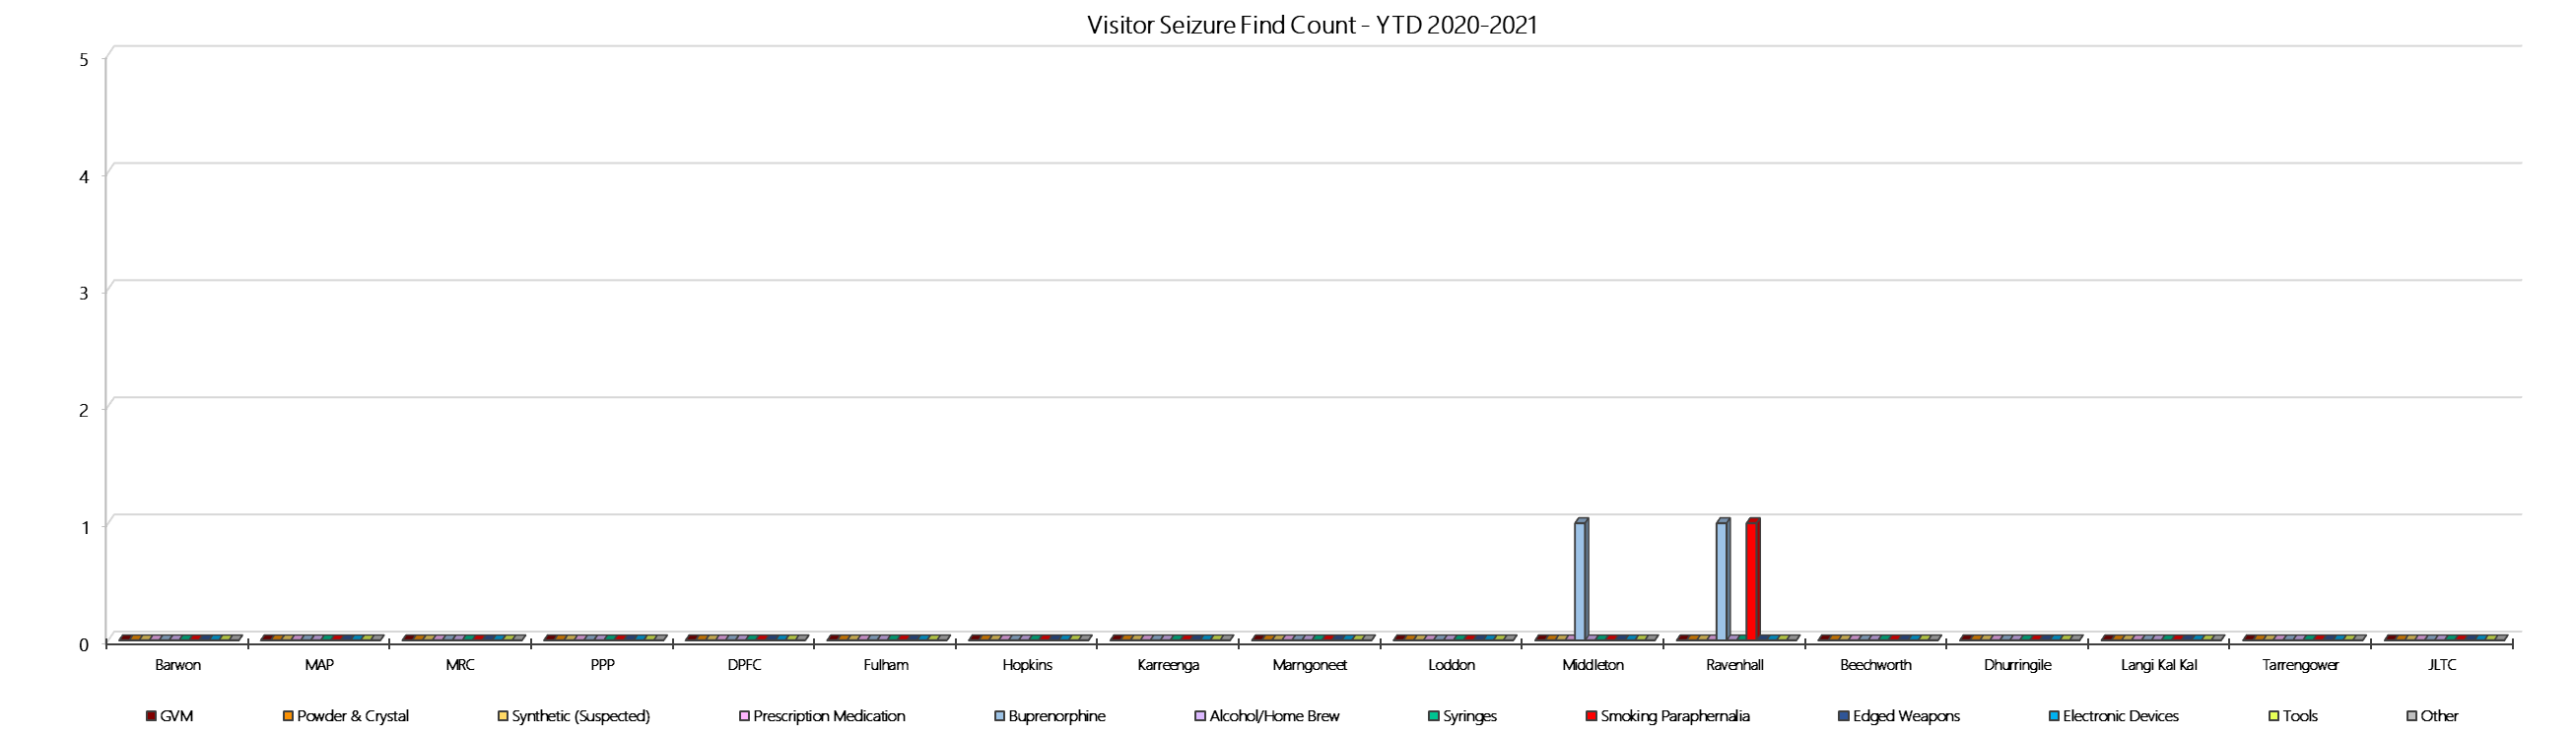 Visitor Seizure Find Count - YTD 2020-2021
5
4
3
2
1
0
Barwon MAP MRC PPP DPFC Fulham Hopkins Karreenga Marngoneet Loddon Middleton Ravenhall Beechworth Dhurringile Langi Kal Kal Tarrengower JLTC
GVM Powder & Crystal Synthetic (Suspected) Prescription Medication Buprenorphine Alcohol/Home Brew Syringes Smoking Paraphernalia Edged Weapons Electronic Devices Tools Other